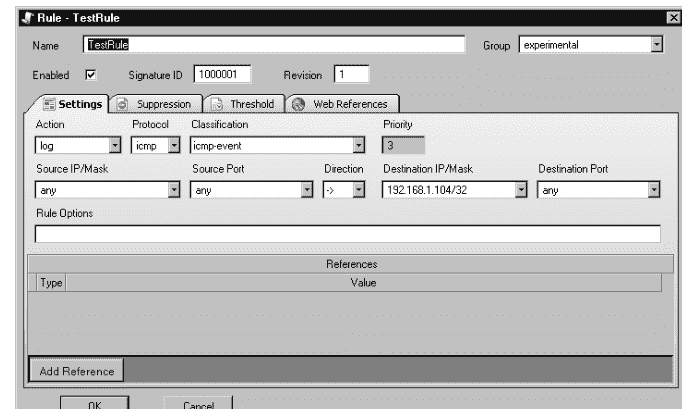 Rule - TestRule
Name TestRule Group experimental
Enabled Signature ID 1000001 Revision 1
Settings Suppression Threshold Web References
Action Protocol Classification Priority
log icmp icmp-event 3
Source IP/Mask Source Port Direction Destination IP/Mask Destination Port
any any -> 192.168.1.104/32 any
Rule Options
References
Type Value
Add Reference
OK Cancel